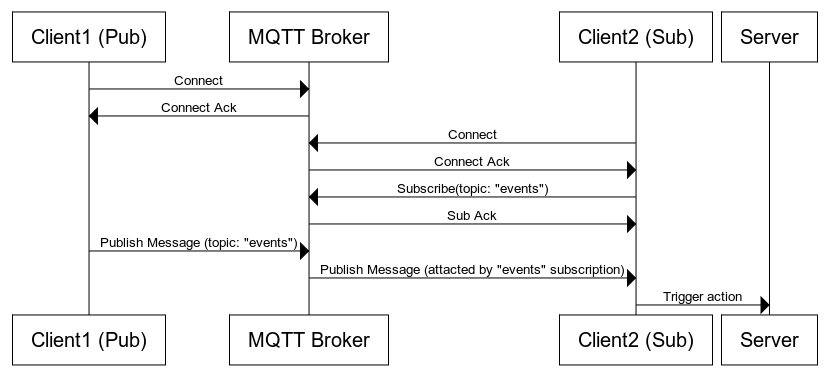 Client1 (Pub)
MQTT Broker
Client2 (Sub)
Server
Connect
Connect Ack
Connect
Connect Ack
Subscribe(topic: "events")
Sub Ack
Publish Message (topic: "events")
Publish Message (attacted by "events" subscription)
Trigger action
Client1 (Pub)
MQTT Broker
Client2 (Sub)
Server